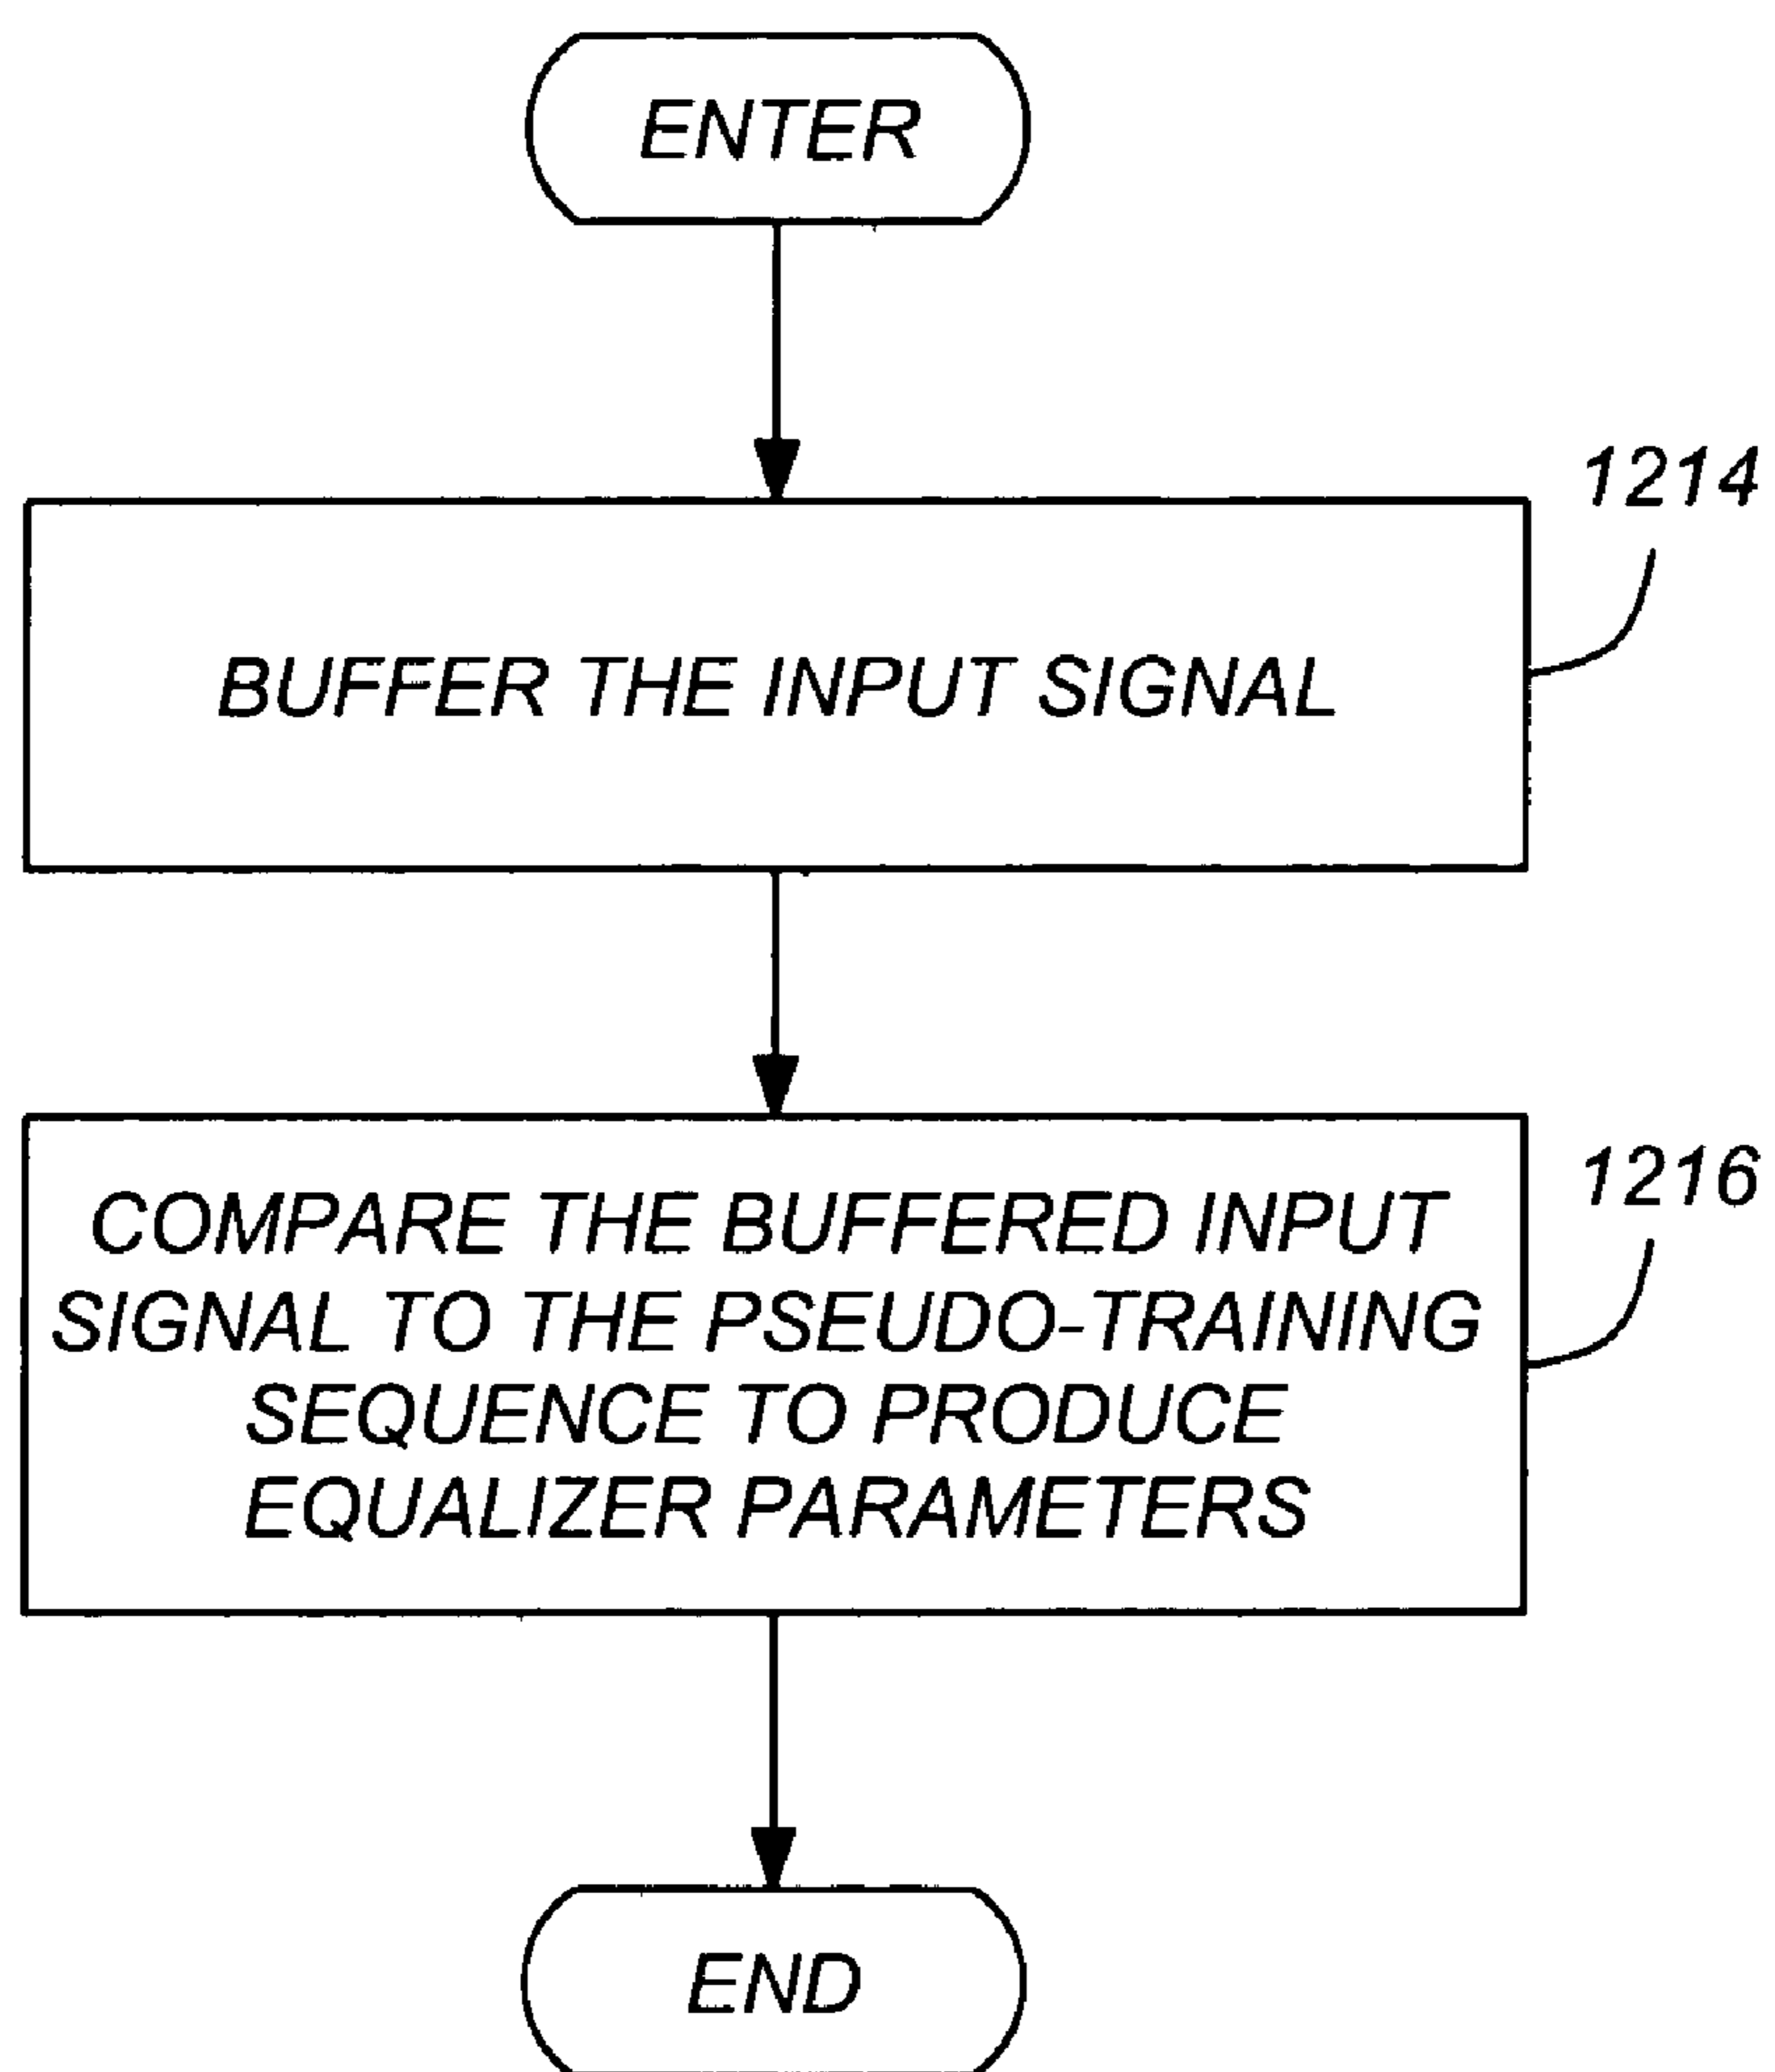 ENTER
1214
BUFFER THE INPUT SIGNAL
1216
COMPARE THE BUFFERED INPUT
SIGNAL TO THE PSEUDO-TRAINING
SEQUENCE TO PRODUCE
EQUALIZER PARAMETERS
END